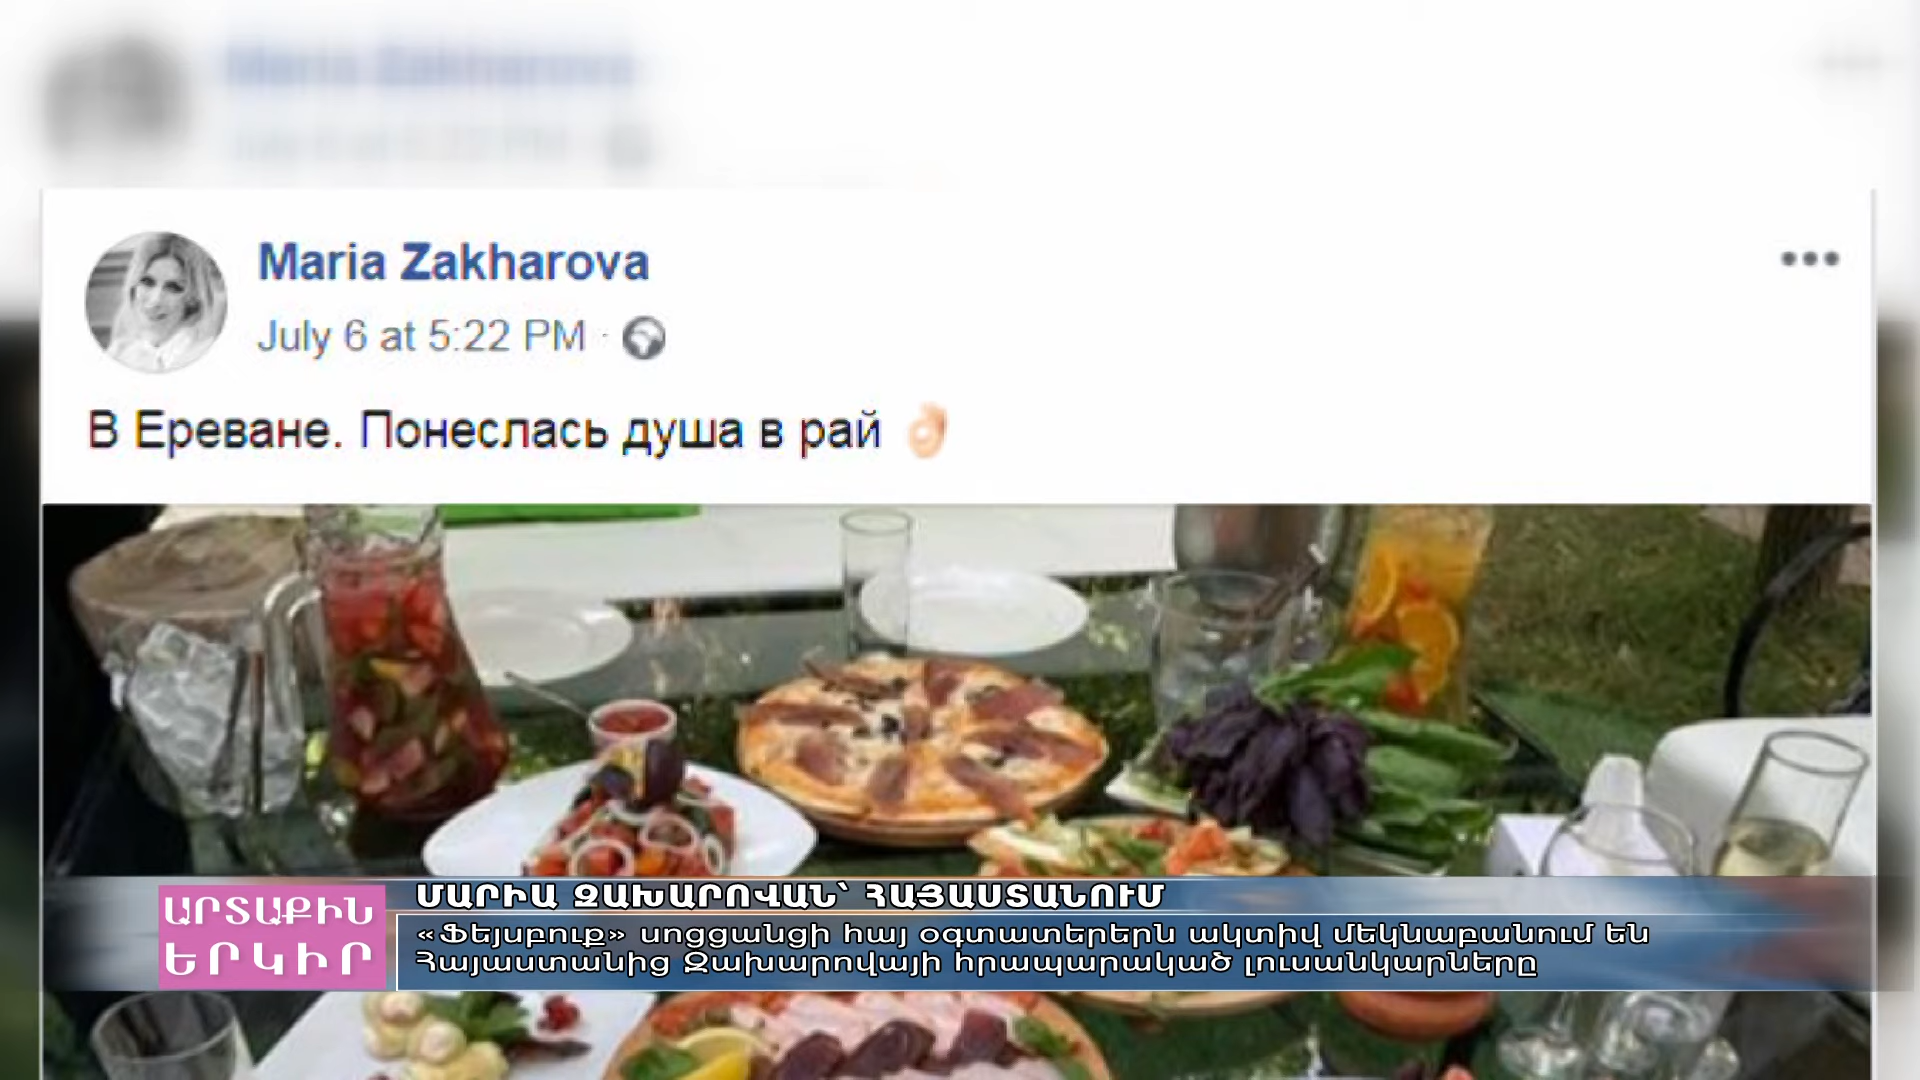 Maria Zakharova
July 6 at 5:22 PM ·
В Ереване. Понеслась душа в рай 👌🏻
ԱՐՏԱՔԻՆ
ԵՐԿԻՐ
ՄԱՐԻԱ ԶԱԽԱՐՈՎԱՆ՝ ՀԱՅԱՍՏԱՆՈՒՄ
«Ֆեյսբուք» սոցցանցի հայ օգտատերերն ակտիվ մեկնաբանում են
Հայաստանից Զախարովայի հրապարակած լուսանկարները